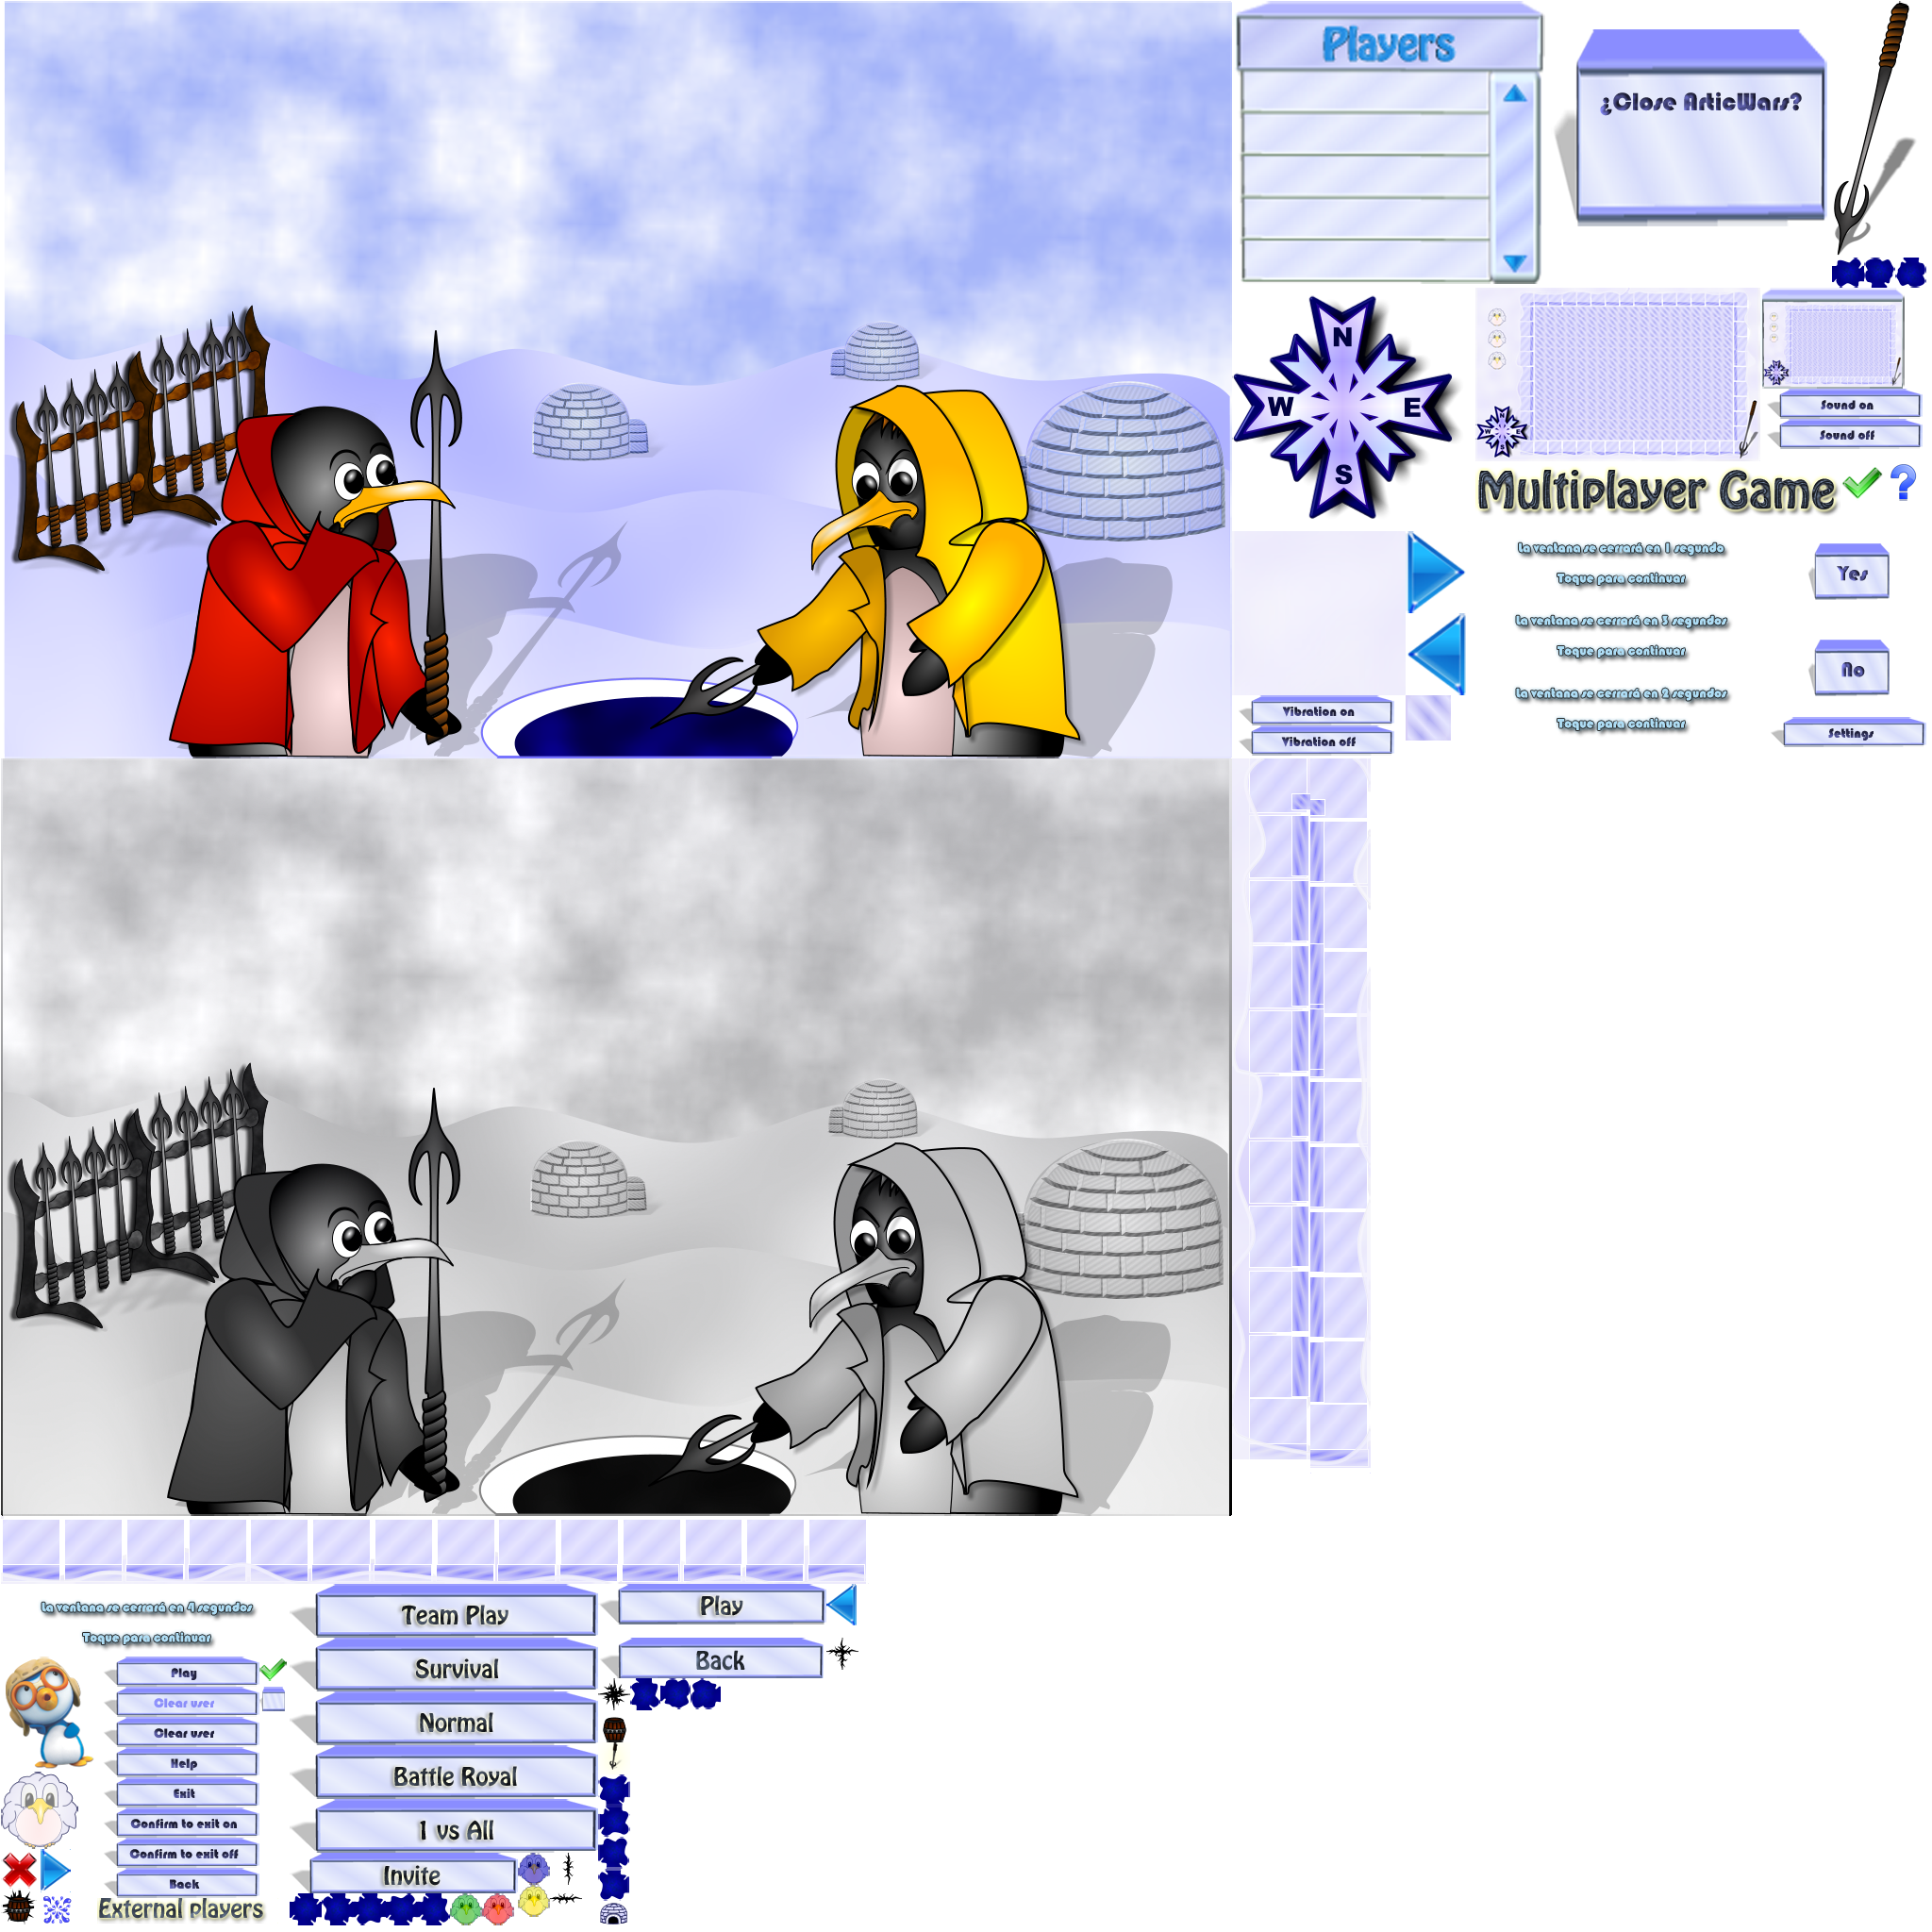 Players
¿Close ArticWars?
N
W E
S
Sound on
Sound off
Multiplayer Game
?
La ventana se cerrará en 1 segundo
Toque para continuar
Yes
La ventana se cerrará en 3 segundos
Toque para continuar
No
La ventana se cerrará en 2 segundos
Toque para continuar
Vibration on
Vibration off
Settings
La ventana se cerrará en 4 segundos
Toque para continuar
Play
Clear user
Clear user
Help
Exit
Confirm to exit on
Confirm to exit off
Back
External players
Team Play
Survival
Normal
Battle Royal
1 vs All
Invite
Play
Back